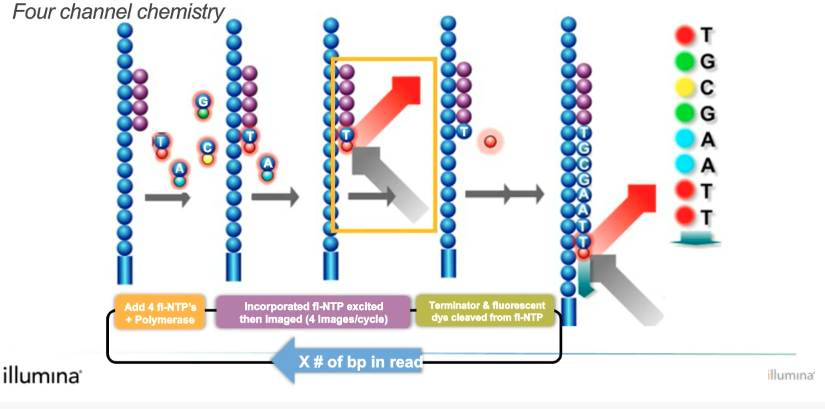 Four channel chemistry
G
T
C
A
T
A
T
T
T
G
C
G
A
A
T
T
T
G
C
G
A
A
T
T
Add 4 fl-NTP's
+ Polymerase
Incorporated fl-NTP excited
then imaged (4 images/cycle)
Terminator & fluorescent
dye cleaved from fl-NTP
X # of bp in read
illumina
illumina